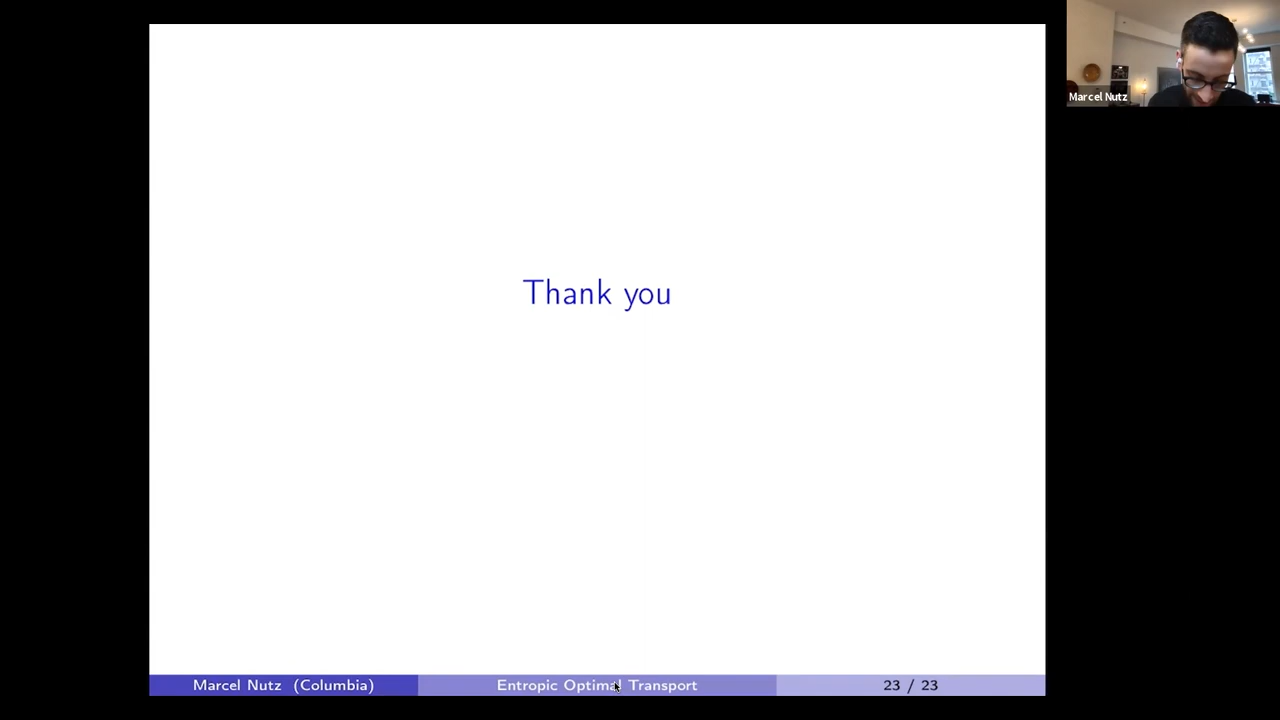 Marcel Nutz
Thank you
Marcel Nutz (Columbia)
Entropic Optimal Transport
23 / 23